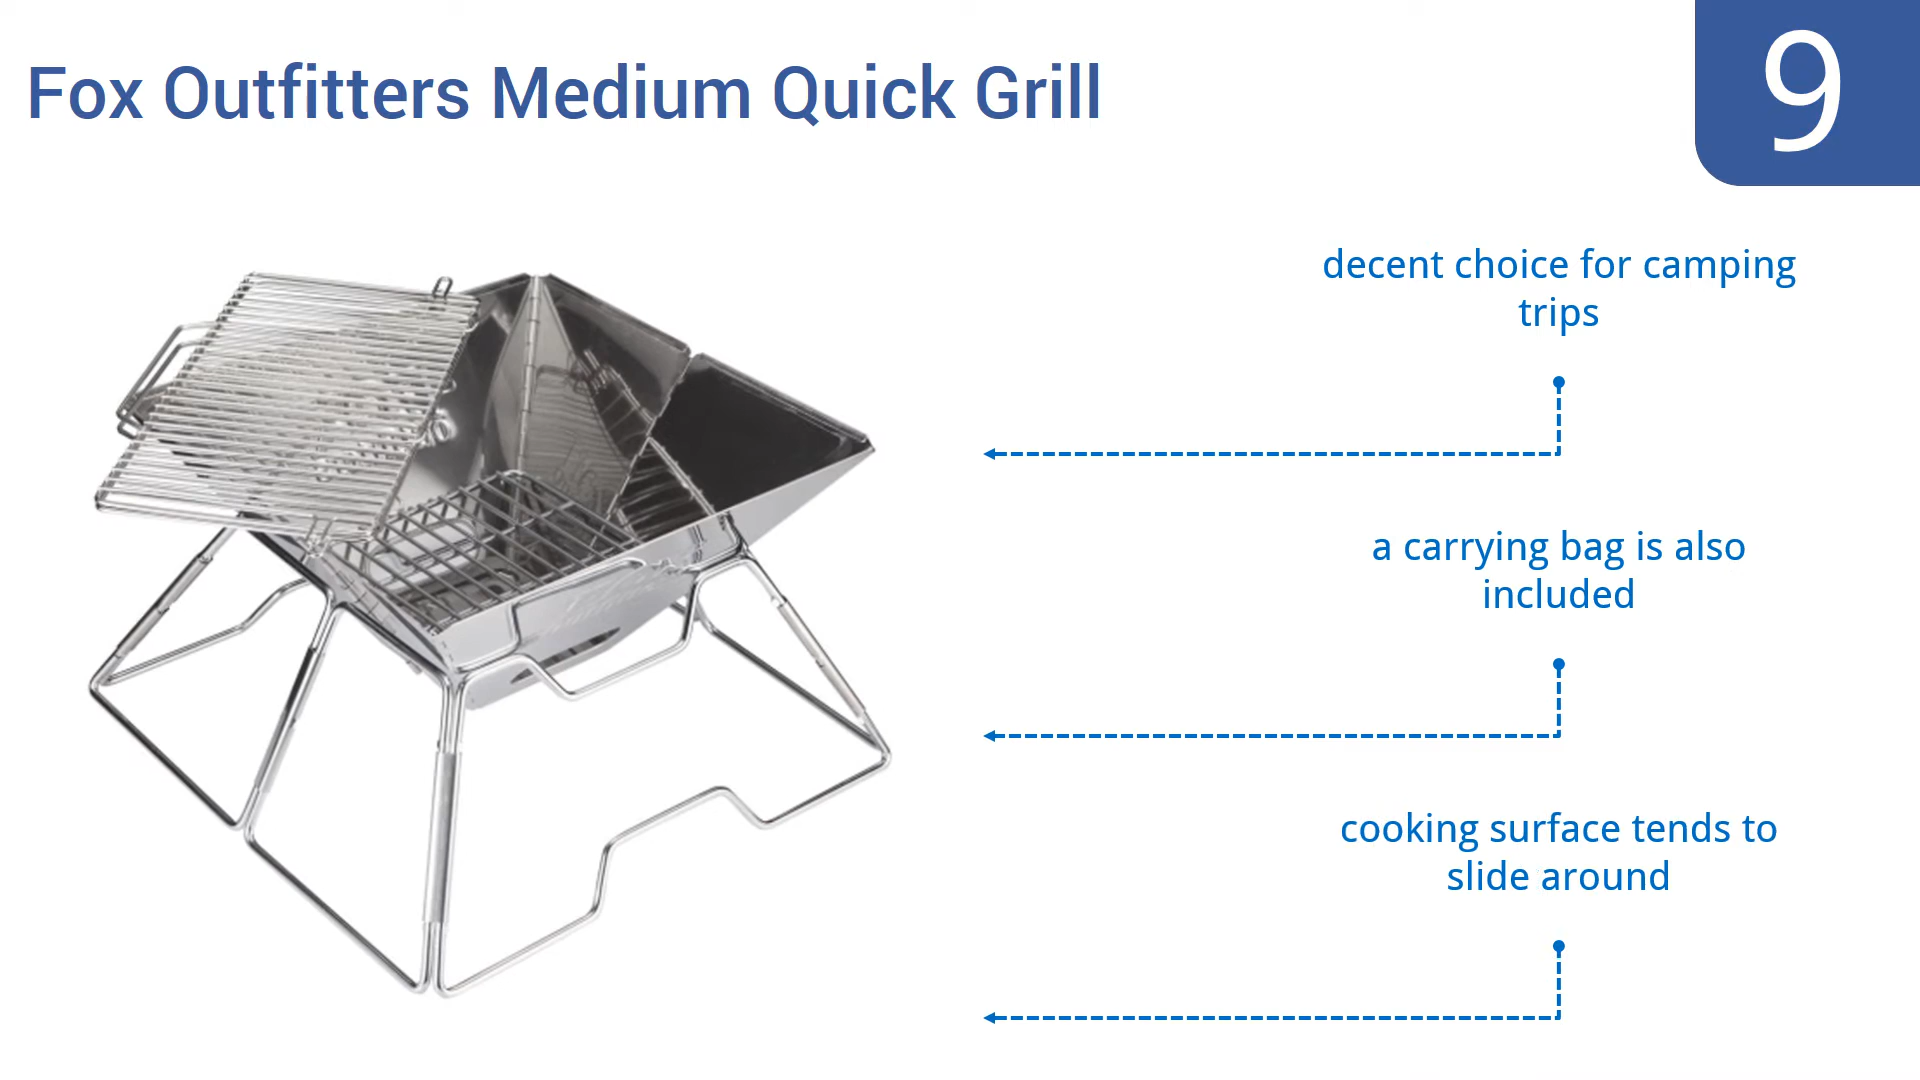 Fox Outfitters Medium Quick Grill
9
decent choice for camping
trips
a carrying bag is also
included
cooking surface tends to
slide around